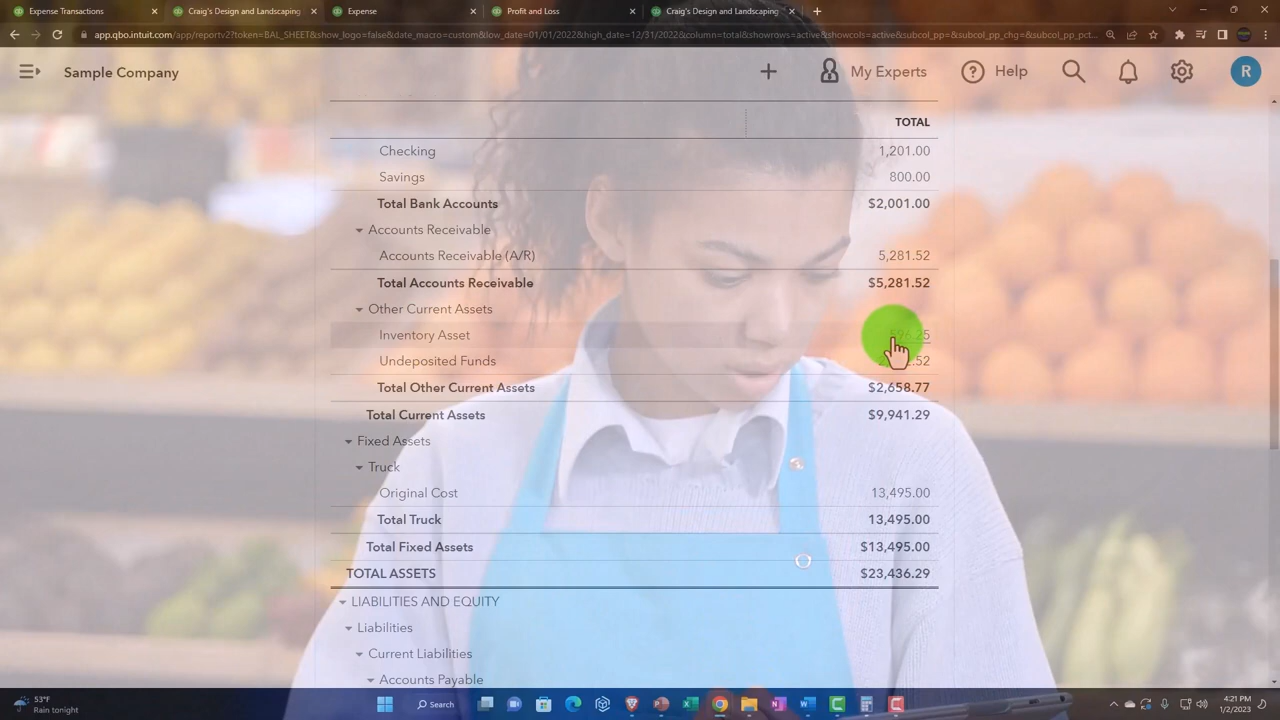 Expense Transactions
Craig's Design and Landscaping
Expense
Profit and Loss
Craig's Design and Landscaping
app.qbo.intuit.com/app/reportv2?token=BAL_SHEET&show_logo=false&date_macro=custom&low_date=01/01/2022&high_date=12/31/2022&column=total&showrows=active&showcols=active&subcol_pp=&subcol_pp_chg=&subcol_pp_pct...
Sample Company
My Experts
Help
R
TOTAL
Checking 1,201.00
Savings 800.00
Total Bank Accounts $2,001.00
Accounts Receivable
Accounts Receivable (A/R) 5,281.52
Total Accounts Receivable $5,281.52
Other Current Assets
Inventory Asset 596.25
Undeposited Funds
Total Other Current Assets $2,658.77
Total Current Assets $9,941.29
Fixed Assets
Truck
Original Cost 13,495.00
Total Truck 13,495.00
Total Fixed Assets $13,495.00
TOTAL ASSETS $23,436.29
LIABILITIES AND EQUITY
Liabilities
Current Liabilities
Accounts Payable
53°F
Rain tonight
Search
4:21 PM
1/2/2023